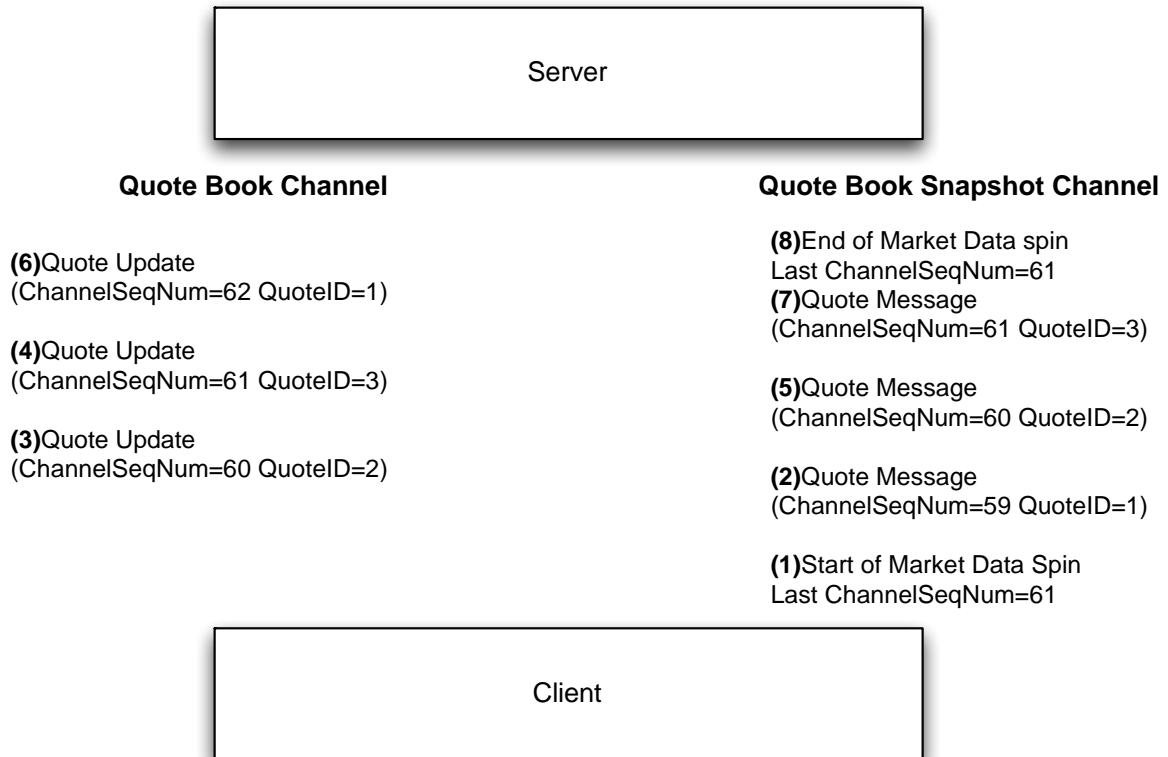 Server
Quote Book Channel
(6)Quote Update
(ChannelSeqNum=62 QuoteID=1)
(4)Quote Update
(ChannelSeqNum=61 QuoteID=3)
(3)Quote Update
(ChannelSeqNum=60 QuoteID=2)
Quote Book Snapshot Channel
(8)End of Market Data spin
Last ChannelSeqNum=61
(7)Quote Message
(ChannelSeqNum=61 QuoteID=3)
(5)Quote Message
(ChannelSeqNum=60 QuoteID=2)
(2)Quote Message
(ChannelSeqNum=59 QuoteID=1)
(1)Start of Market Data Spin
Last ChannelSeqNum=61
Client